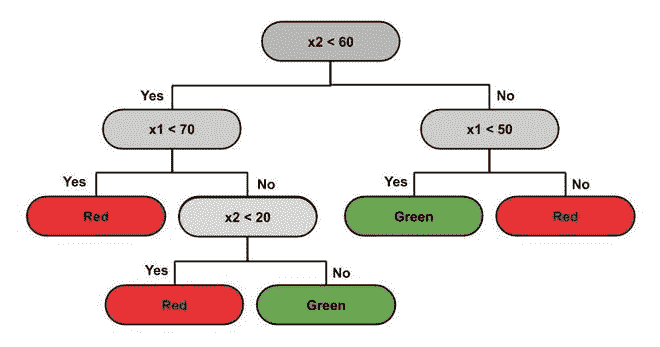 x2 < 60
Yes
No
x1 < 70
x1 < 50
Yes
No
Yes
No
Red
x2 < 20
Green
Red
Yes
No
Red
Green